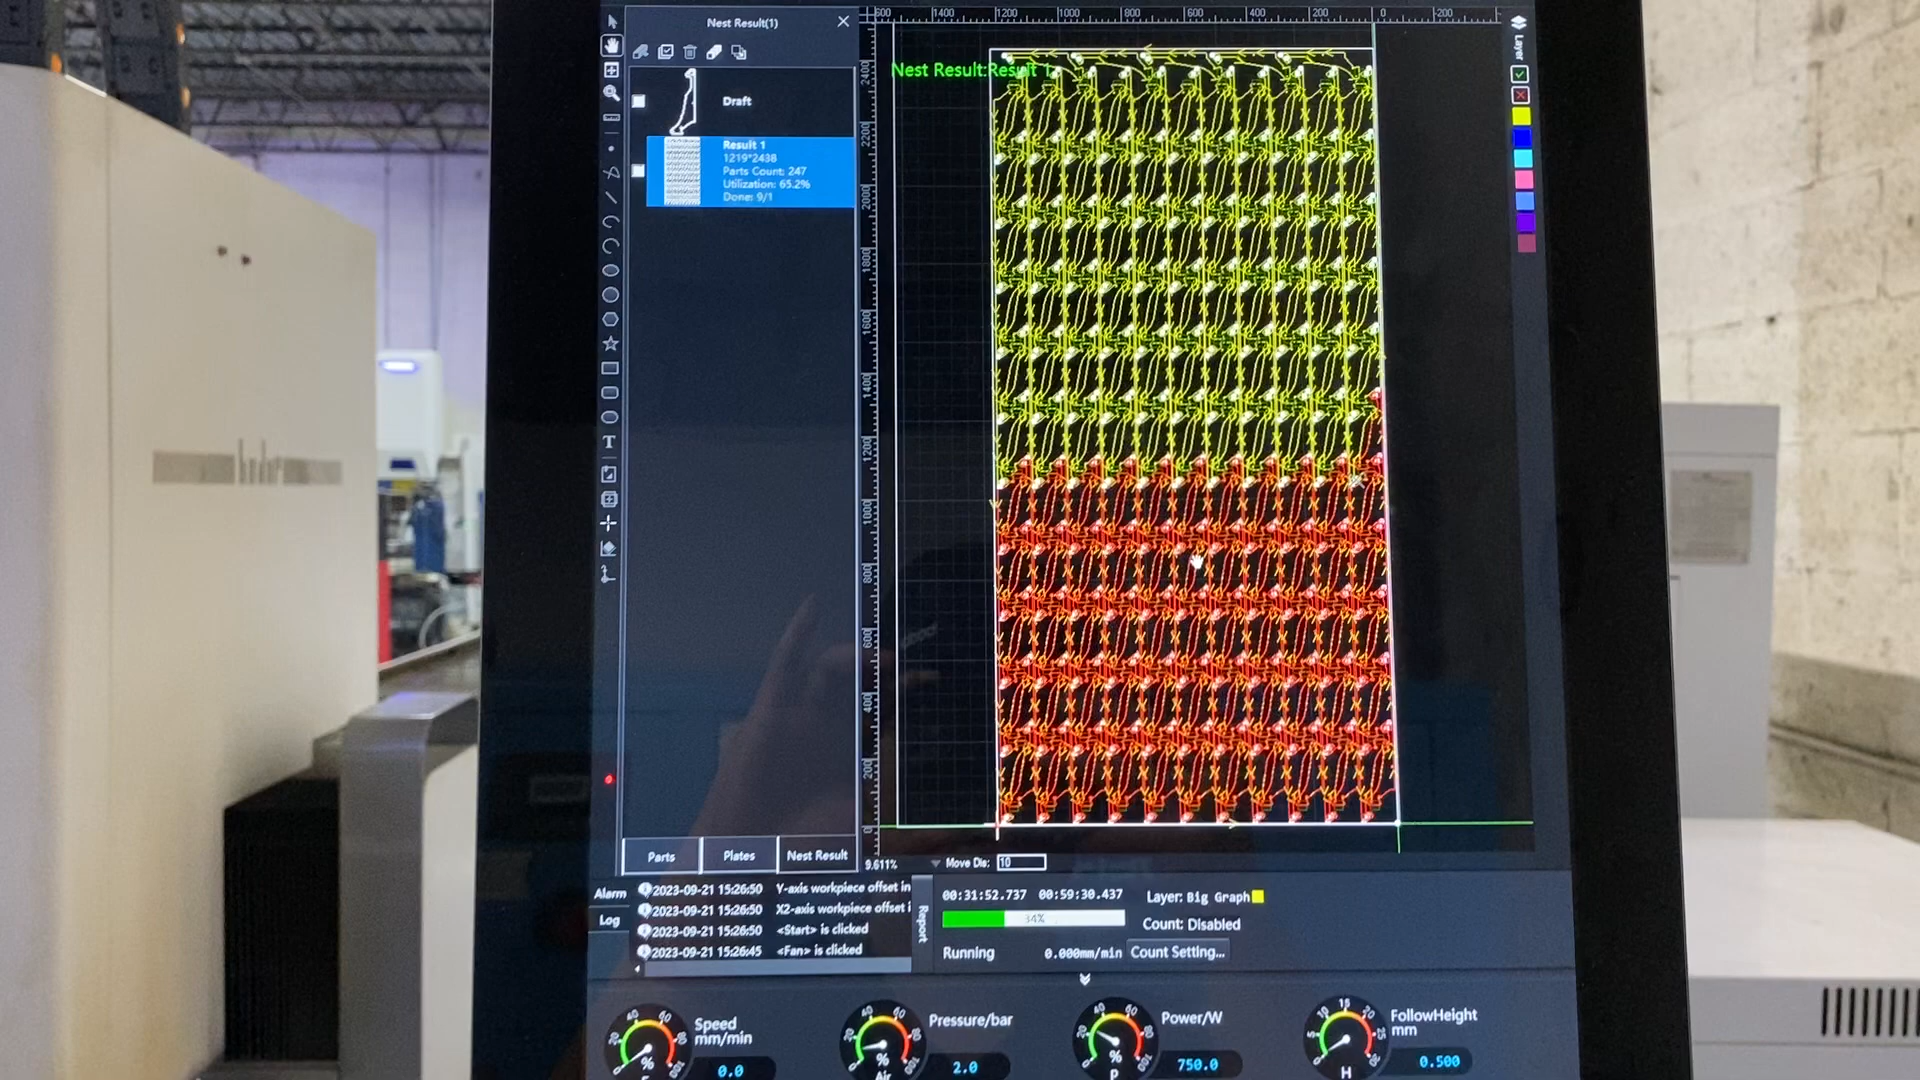 Nest Result(1)
Draft
Result 1
1219*2438
Parts Count: 247
Utilization: 65.2%
Done: 9/1
Parts
Plates
Nest Result
1400
1200
1000
800
600
400
200
0
-200
2400
2200
2000
1800
1600
1400
1200
1000
800
600
400
200
0
Nest Result:Result 1
Layer
9.611%
Move Dis: 10
Alarm
Log
2023-09-21 15:26:50 Y-axis workpiece offset in
2023-09-21 15:26:50 X2-axis workpiece offset i
2023-09-21 15:26:50 <Start> is clicked
2023-09-21 15:26:45 <Fan> is clicked
Report
00:31:52.737 00:59:30.437
34%
Running 0.000mm/min
Layer: Big Graph
Count: Disabled
Count Setting...
Speed
mm/min
0.0
%
Pressure/bar
2.0
%
Air
Power/W
750.0
%
P
FollowHeight
mm
0.500
H